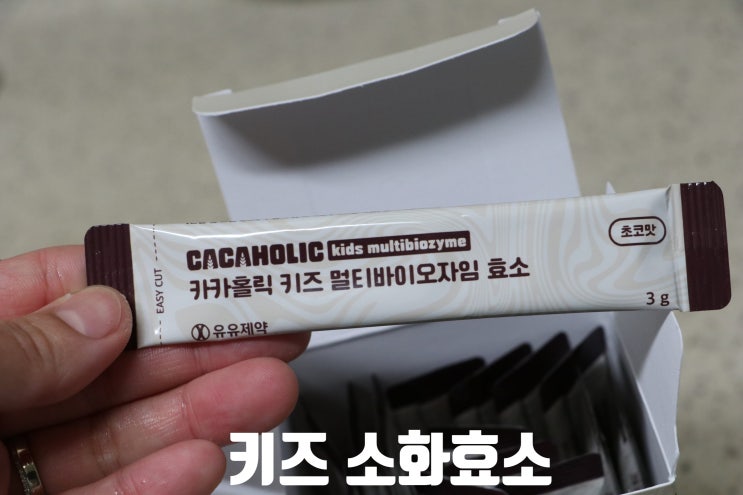 CACAHOLIC kids multibiozyme
초코맛
카카홀릭 키즈 멀티바이오자임 효소
EASY CUT
3 g
유유제약
키즈 소화효소